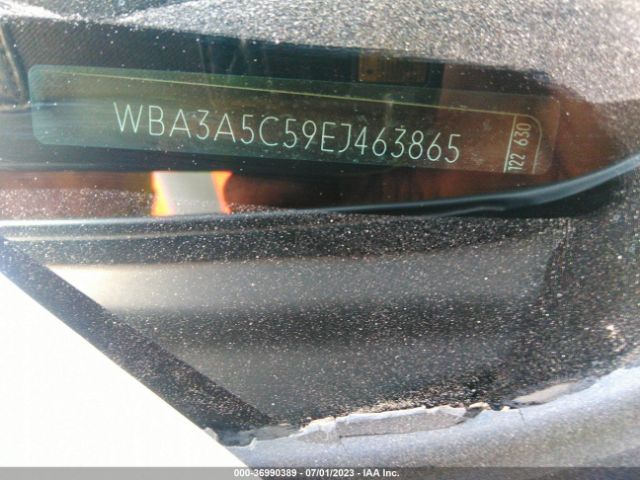 WBA3A5C59EJ463865
122 630
000-36990389 - 07/01/2023 - IAA Inc.